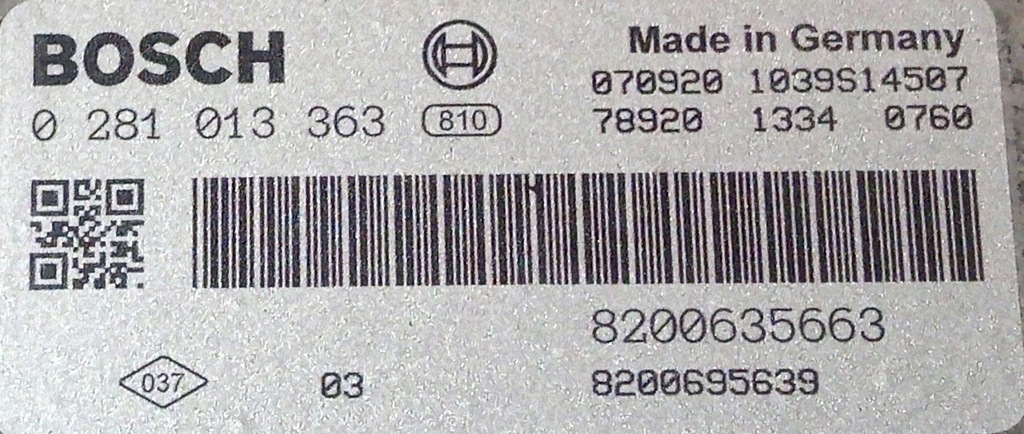 BOSCH
Made in Germany
070920 1039S14507
0 281 013 363 810
78920 1334 0760
8200635663
037 03
8200695639